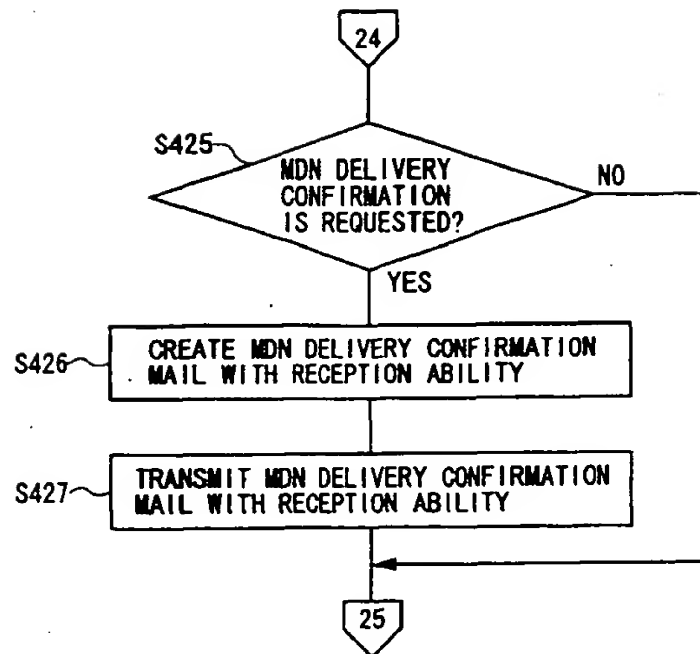 24
S425
MDN DELIVERY
CONFIRMATION
IS REQUESTED?
NO
YES
S426
CREATE MDN DELIVERY CONFIRMATION
MAIL WITH RECEPTION ABILITY
S427
TRANSMIT MDN DELIVERY CONFIRMATION
MAIL WITH RECEPTION ABILITY
25